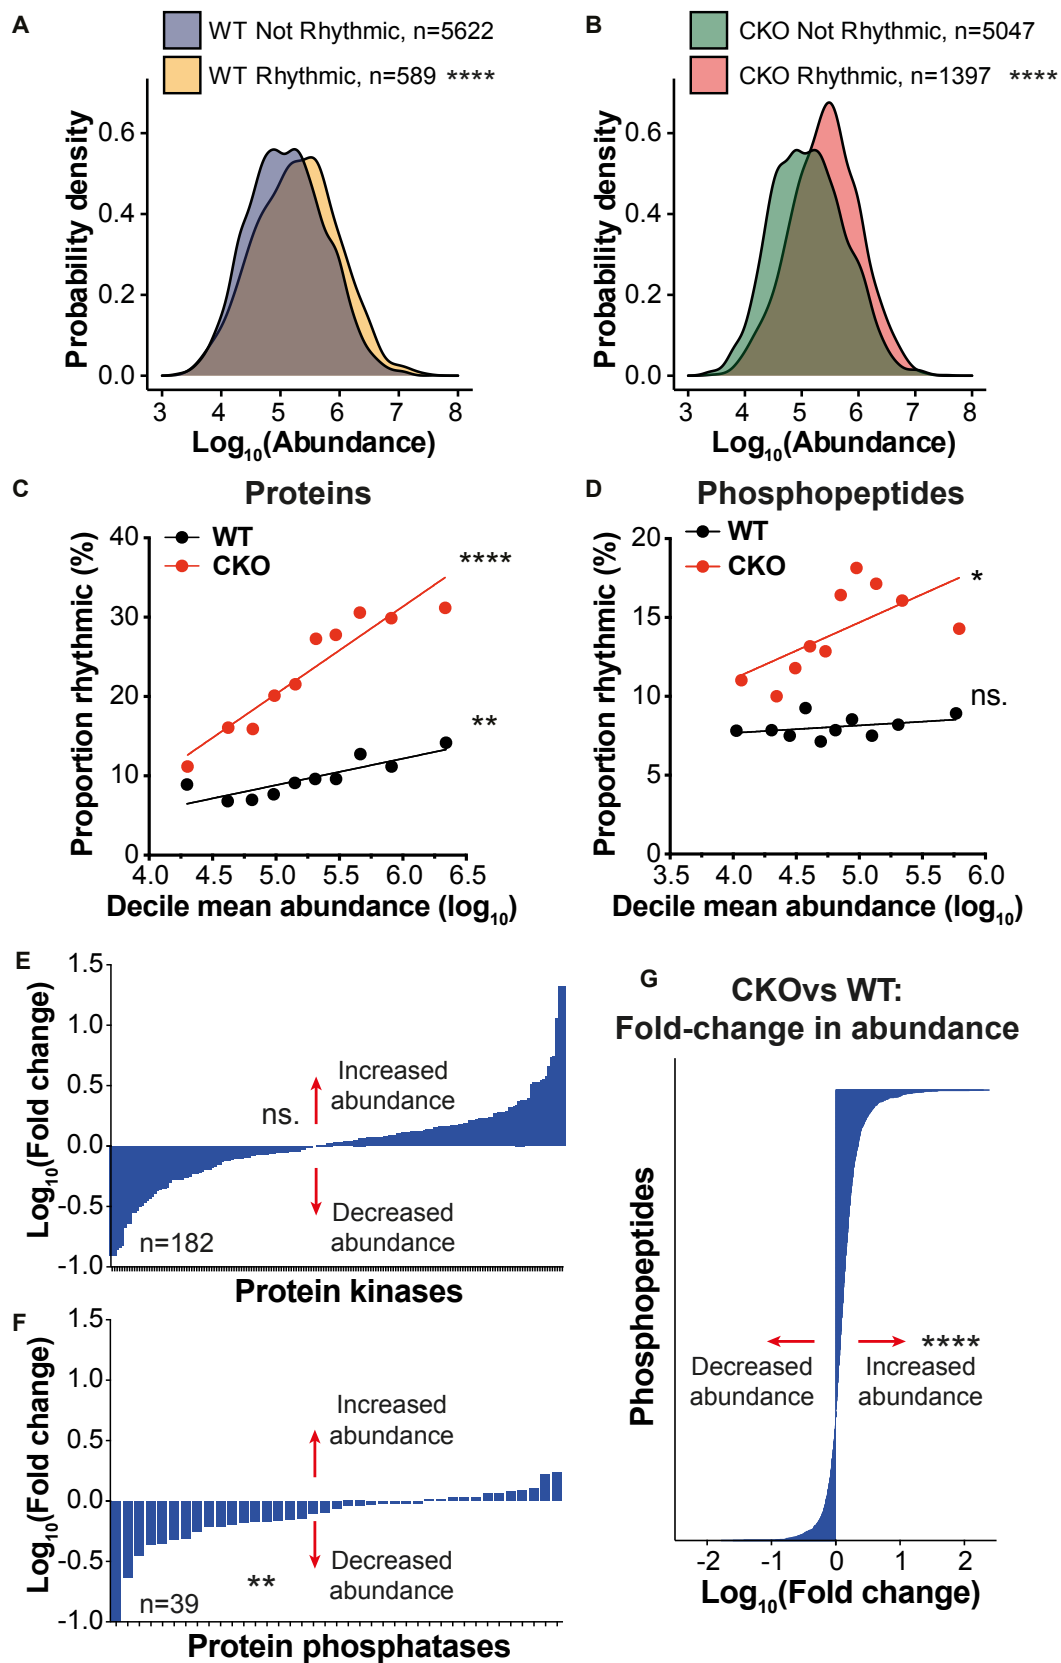 A
WT Not Rhythmic, n=5622
WT Rhythmic, n=589 ****
Probability density
0.6
0.4
0.2
0.0
3 4 5 6 7 8
Log10(Abundance)
B
CKO Not Rhythmic, n=5047
CKO Rhythmic, n=1397 ****
Probability density
0.6
0.4
0.2
0.0
3 4 5 6 7 8
Log10(Abundance)
C
Proteins
WT
CKO
****
**
Proportion rhythmic (%)
40
30
20
10
0
4.0 4.5 5.0 5.5 6.0 6.5
Decile mean abundance (log10)
D
Phosphopeptides
WT
CKO
*
ns.
Proportion rhythmic (%)
20
15
10
5
0
3.5 4.0 4.5 5.0 5.5 6.0
Decile mean abundance (log10)
E
Log10(Fold change)
1.5
1.0
0.5
0.0
-0.5
-1.0
Increased
abundance
ns.
Decreased
abundance
n=182
Protein kinases
F
Log10(Fold change)
1.5
1.0
0.5
0.0
-0.5
-1.0
Increased
abundance
Decreased
abundance
**
n=39
Protein phosphatases
G
CKOvs WT:
Fold-change in abundance
Phosphopeptides
****
Decreased
abundance
Increased
abundance
-2 -1 0 1 2
Log10(Fold change)